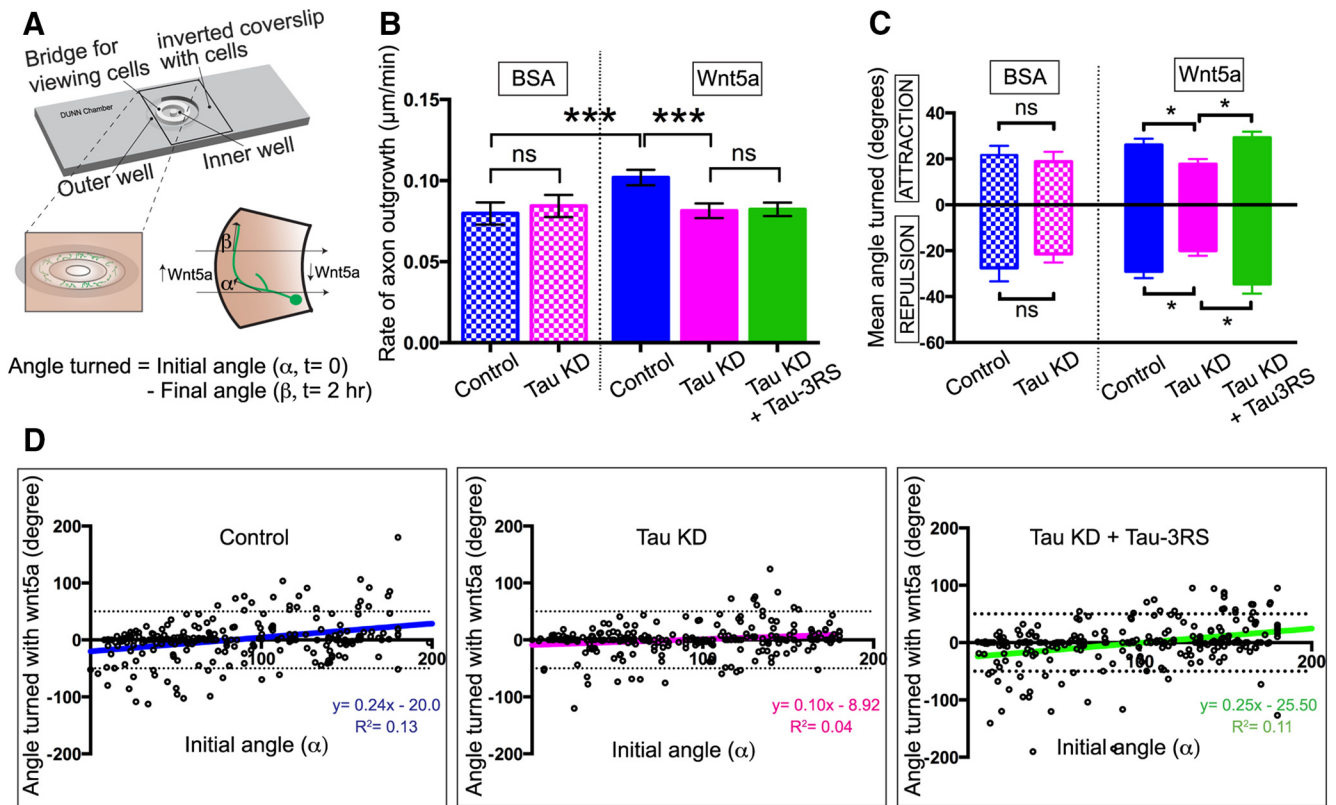 A
Bridge for
viewing cells
inverted coverslip
with cells
DUNN Chamber
Outer well
Inner well
↑Wnt5a
β
α
↓Wnt5a
Angle turned = Initial angle (α, t= 0)
- Final angle (β, t= 2 hr)
B
BSA
Wnt5a
Rate of axon outgrowth (µm/min)
0.15
0.10
0.05
0.00
ns
***
***
ns
Control
Tau KD
Control
Tau KD
Tau KD
+ Tau-3RS
C
BSA
Wnt5a
Mean angle turned (degrees)
REPULSION
ATTRACTION
40
20
0
-20
-40
-60
ns
*
*
ns
*
*
Control
Tau KD
Control
Tau KD
Tau KD
+ Tau3RS
D
Angle turned with wnt5a (degree)
200
100
0
-100
-200
Control
100
200
y= 0.24x - 20.0
R²= 0.13
Initial angle (α)
Angle turned with wnt5a (degree)
200
100
0
-100
-200
Tau KD
100
200
y= 0.10x - 8.92
R²= 0.04
Initial angle (α)
Angle turned with wnt5a (degree)
200
100
0
-100
-200
Tau KD + Tau-3RS
100
200
y= 0.25x - 25.50
R²= 0.11
Initial angle (α)